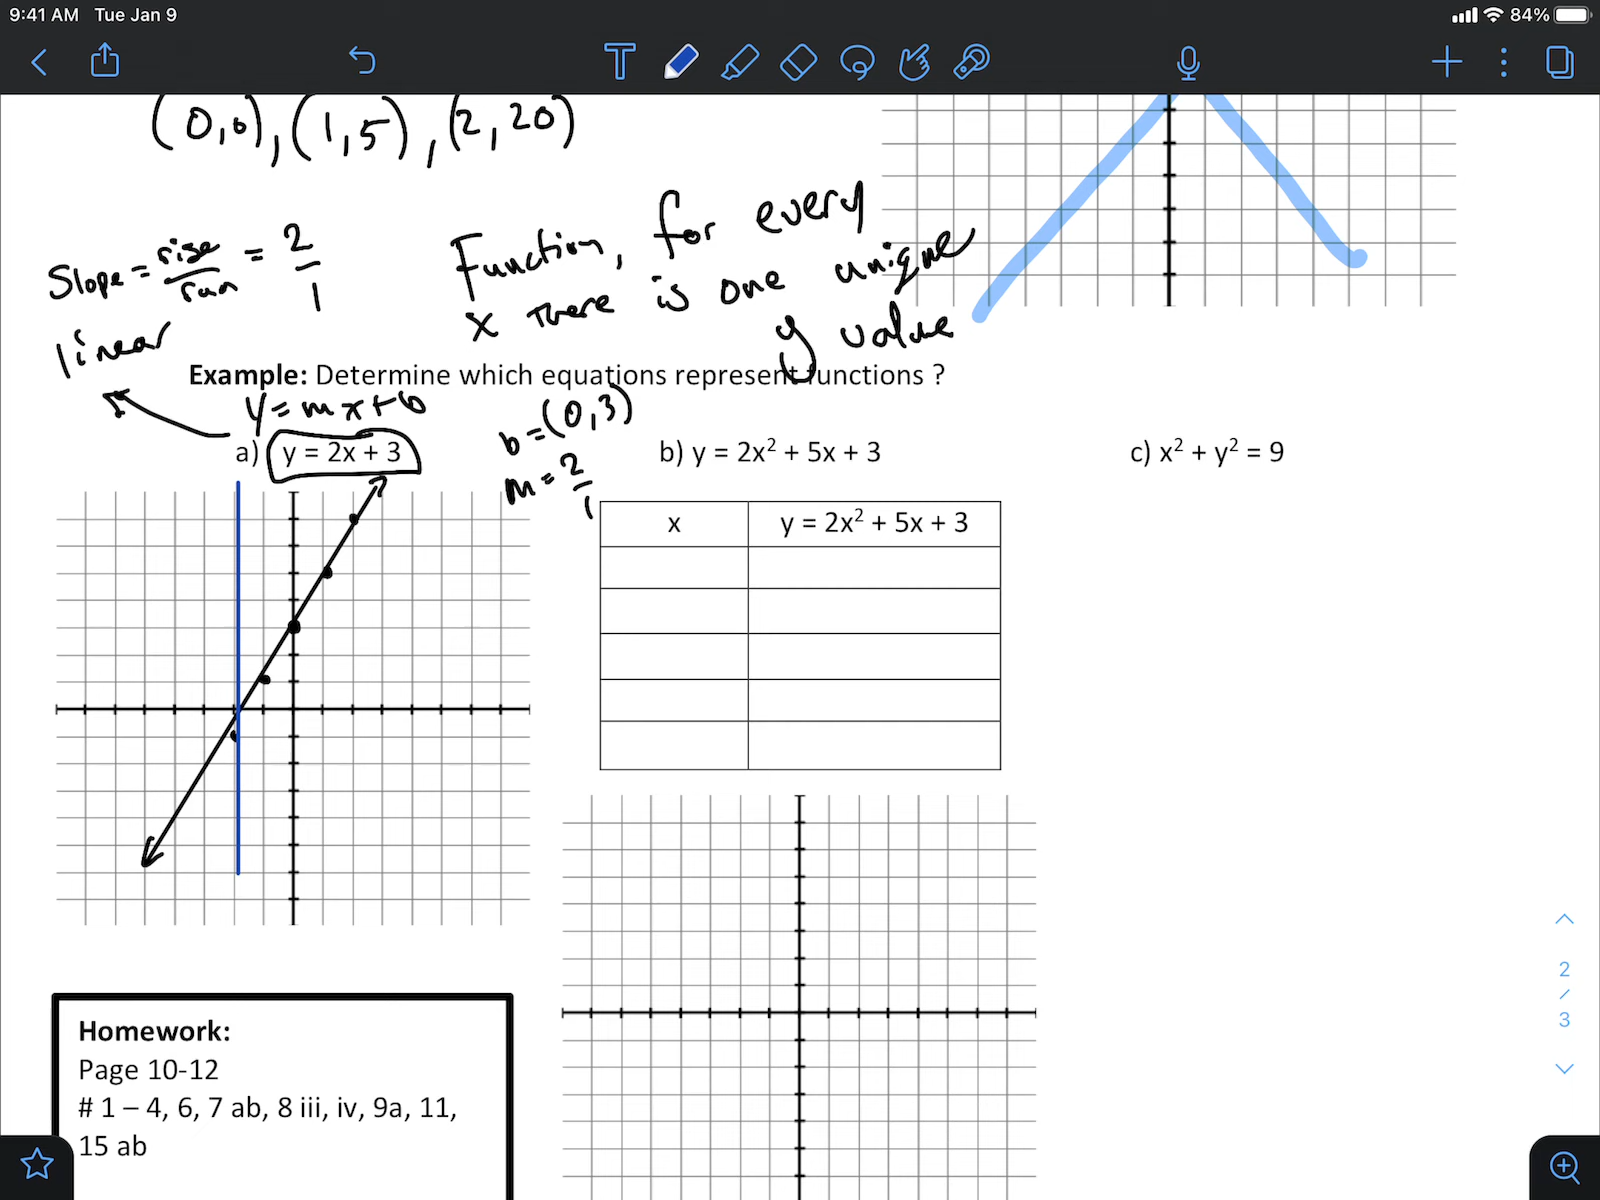 9:41 AM Tue Jan 9
84%
(0,0), (1,5), (2,20)
Slope = rise/run = 2/1
linear
Function, for every
x there is one unique
y value
Example: Determine which equations represent functions ?
y = mx + b
b = (0,3)
m = 2/1
a) y = 2x + 3
b) y = 2x² + 5x + 3
c) x² + y² = 9
x
y = 2x² + 5x + 3
Homework:
Page 10-12
# 1 – 4, 6, 7 ab, 8 iii, iv, 9a, 11,
15 ab
2
/
3